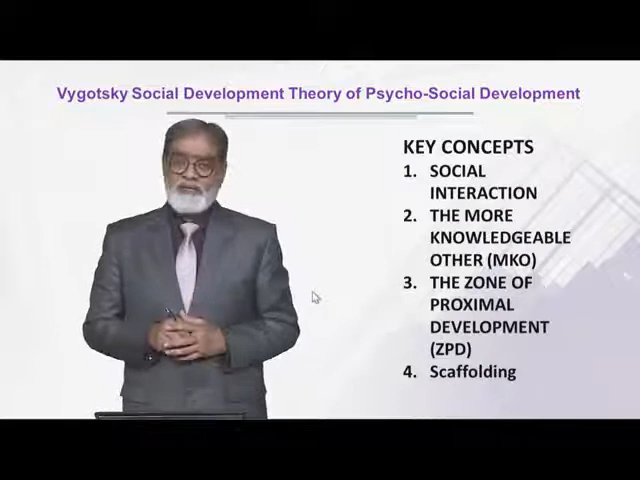 Vygotsky Social Development Theory of Psycho-Social Development
KEY CONCEPTS
1. SOCIAL
INTERACTION
2. THE MORE
KNOWLEDGEABLE
OTHER (MKO)
3. THE ZONE OF
PROXIMAL
DEVELOPMENT
(ZPD)
4. Scaffolding